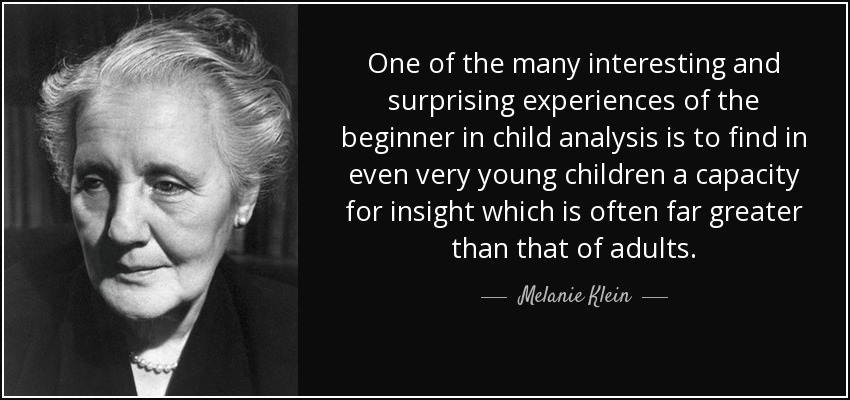 One of the many interesting and
surprising experiences of the
beginner in child analysis is to find in
even very young children a capacity
for insight which is often far greater
than that of adults.
Melanie Klein